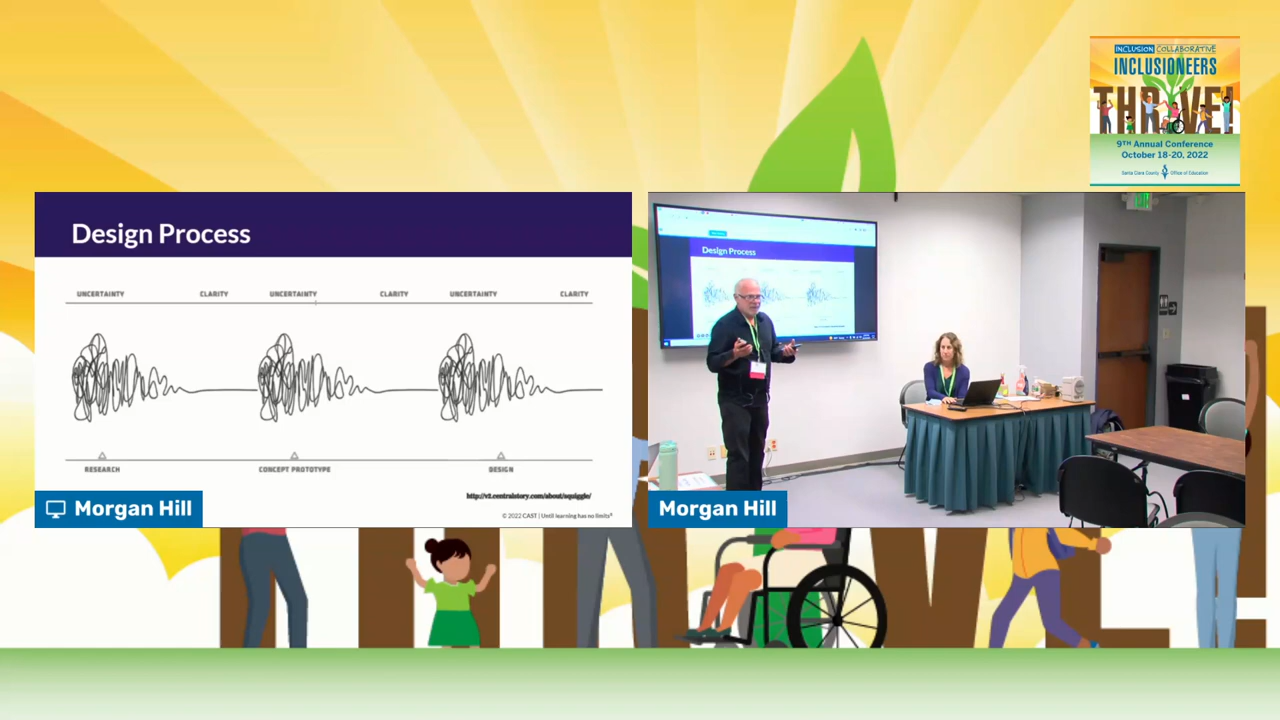 INCLUSION COLLABORATIVE
INCLUSIONEERS
THRIVE!
9TH Annual Conference
October 18-20, 2022
Santa Clara County Office of Education
Design Process
UNCERTAINTY CLARITY UNCERTAINTY CLARITY UNCERTAINTY CLARITY
RESEARCH CONCEPT PROTOTYPE DESIGN
http://v2.centralstory.com/about/squiggle/
© 2022 CAST | Until learning has no limits®
Morgan Hill
Design Process
Morgan Hill